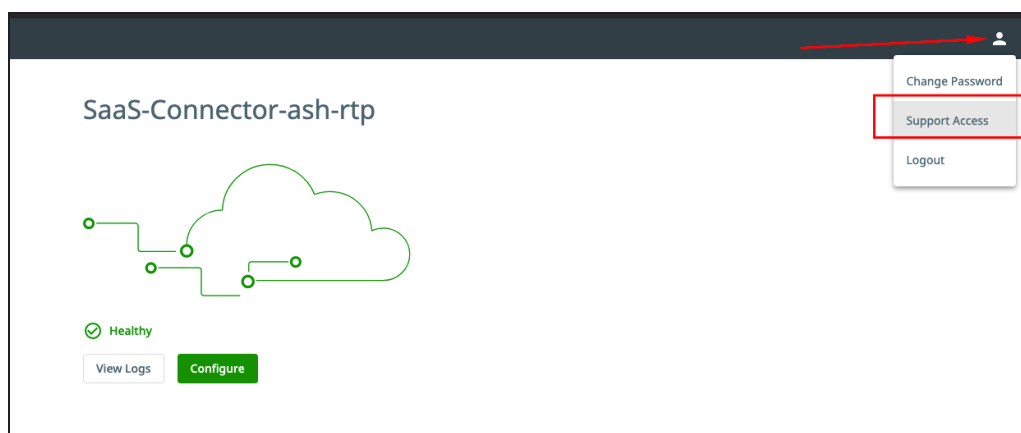 Change Password
SaaS-Connector-ash-rtp
Support Access
Logout
Healthy
View Logs
Configure